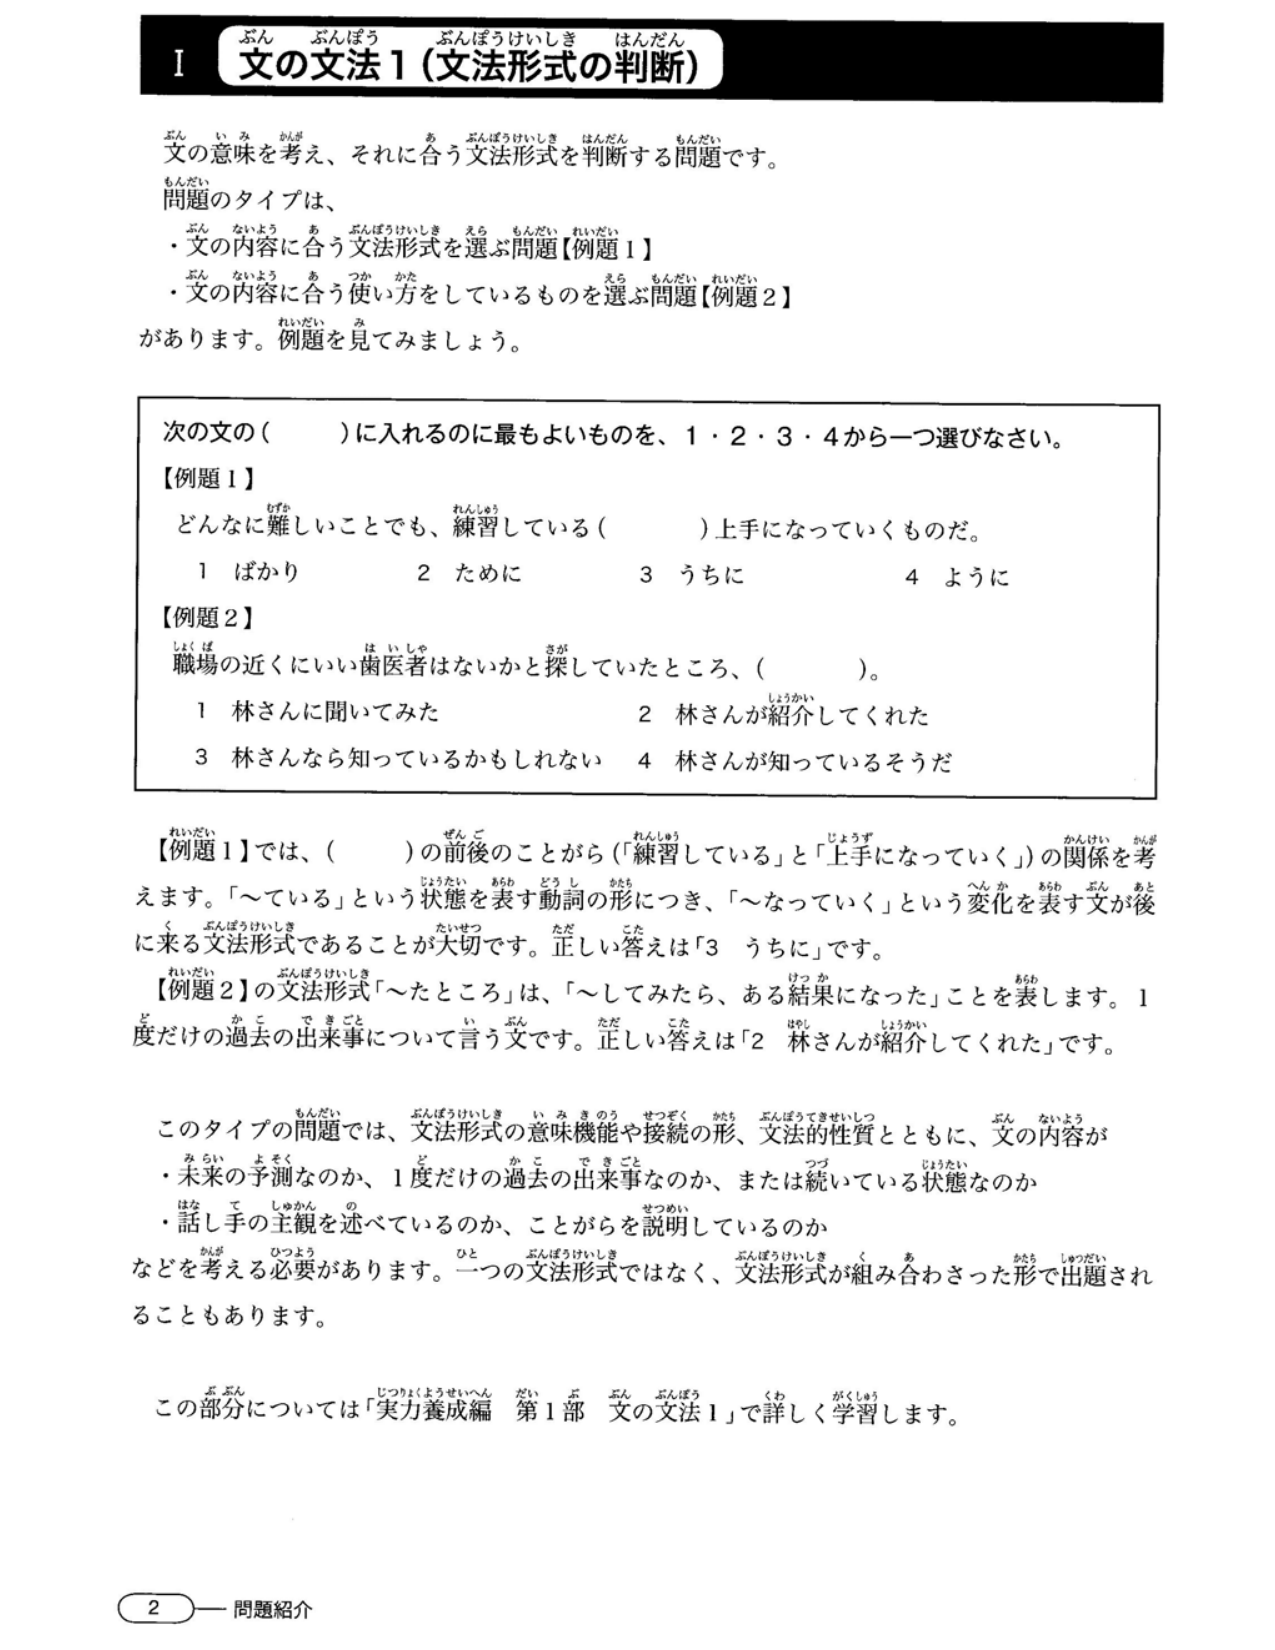 I 文の文法1(文法形式の判断)
文の意味を考え、それに合う文法形式を判断する問題です。
問題のタイプは、
・文の内容に合う文法形式を選ぶ問題【例題1】
・文の内容に合う使い方をしているものを選ぶ問題【例題2】
があります。例題を見てみましょう。
次の文の( )に入れるのに最もよいものを、1・2・3・4から一つ選びなさい。
【例題1】
どんなに難しいことでも、練習している( )上手になっていくものだ。
1 ばかり 2 ために 3 うちに 4 ように
【例題2】
職場の近くにいい歯医者はないかと探していたところ、( )。
1 林さんに聞いてみた 2 林さんが紹介してくれた
3 林さんなら知っているかもしれない 4 林さんが知っているそうだ
【例題1】では、( )の前後のことがら(「練習している」と「上手になっていく」)の関係を考
えます。「～ている」という状態を表す動詞の形につき、「～なっていく」という変化を表す文が後
に来る文法形式であることが大切です。正しい答えは「3 うちに」です。
【例題2】の文法形式「～たところ」は、「～してみたら、ある結果になった」ことを表します。1
度だけの過去の出来事について言う文です。正しい答えは「2 林さんが紹介してくれた」です。
このタイプの問題では、文法形式の意味機能や接続の形、文法的性質とともに、文の内容が
・未来の予測なのか、1度だけの過去の出来事なのか、または続いている状態なのか
・話し手の主観を述べているのか、ことがらを説明しているのか
などを考える必要があります。一つの文法形式ではなく、文法形式が組み合わさった形で出題され
ることもあります。
この部分については「実力養成編 第1部 文の文法1」で詳しく学習します。
2 問題紹介